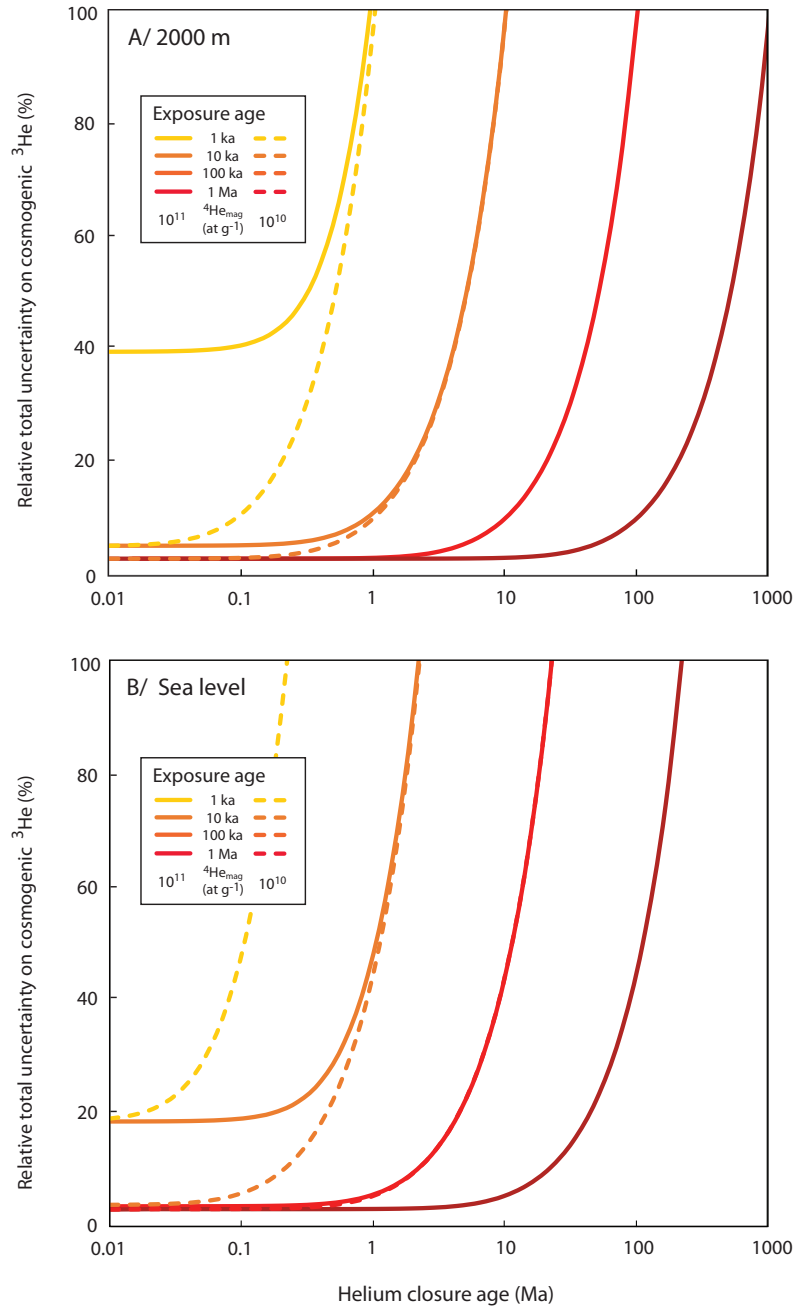 A/ 2000 m
Relative total uncertainty on cosmogenic ³He (%)
100
80
60
40
20
0
Exposure age
1 ka
10 ka
100 ka
1 Ma
10¹¹ ⁴Heₘₐg (at g⁻¹) 10¹⁰
0.01 0.1 1 10 100 1000
B/ Sea level
Relative total uncertainty on cosmogenic ³He (%)
100
80
60
40
20
0
Exposure age
1 ka
10 ka
100 ka
1 Ma
10¹¹ ⁴Heₘₐg (at g⁻¹) 10¹⁰
0.01 0.1 1 10 100 1000
Helium closure age (Ma)